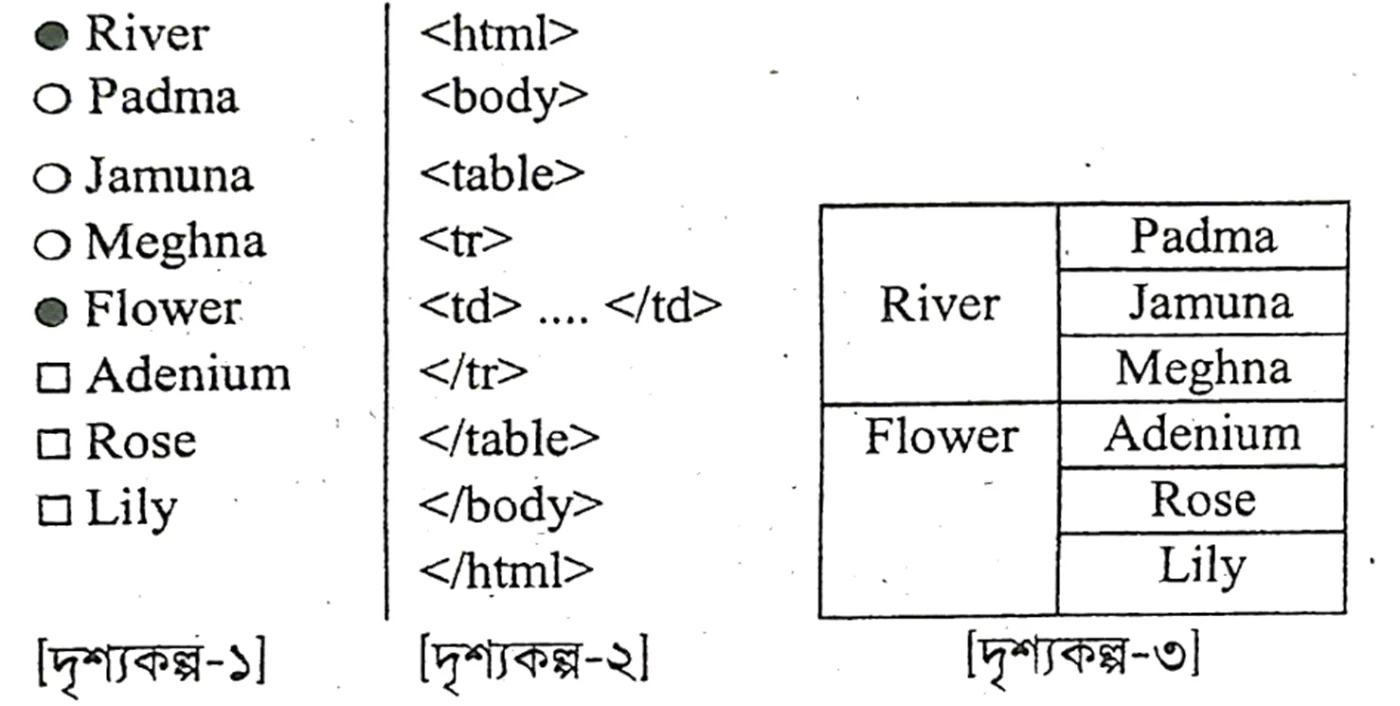 ● River
○ Padma
○ Jamuna
○ Meghna
● Flower
□ Adenium
□ Rose
□ Lily
[দৃশ্যকল্প-১]
<html>
<body>
<table>
<tr>
<td> .... </td>
</tr>
</table>
</body>
</html>
[দৃশ্যকল্প-২]
River
Padma
Jamuna
Meghna
Flower
Adenium
Rose
Lily
[দৃশ্যকল্প-৩]